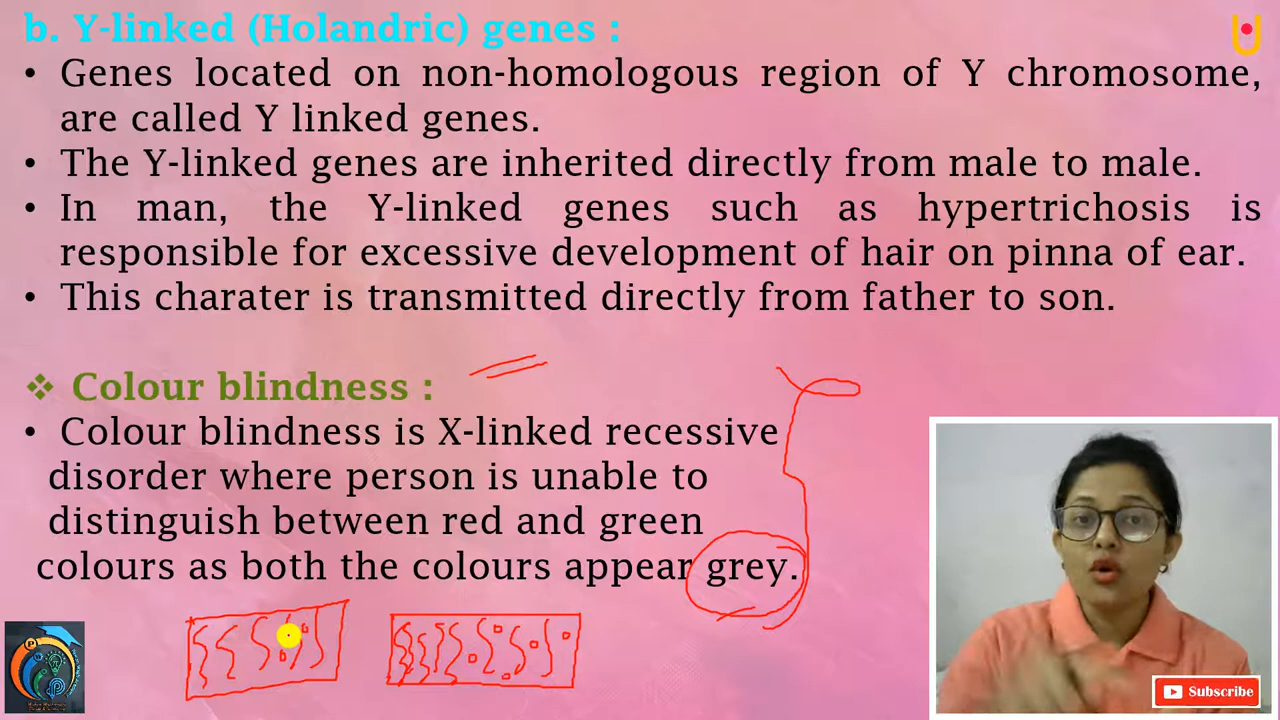 b. Y-linked (Holandric) genes :
• Genes located on non-homologous region of Y chromosome,
are called Y linked genes.
• The Y-linked genes are inherited directly from male to male.
• In man, the Y-linked genes such as hypertrichosis is
responsible for excessive development of hair on pinna of ear.
• This charater is transmitted directly from father to son.
❖ Colour blindness :
• Colour blindness is X-linked recessive
disorder where person is unable to
distinguish between red and green
colours as both the colours appear grey.
Subscribe